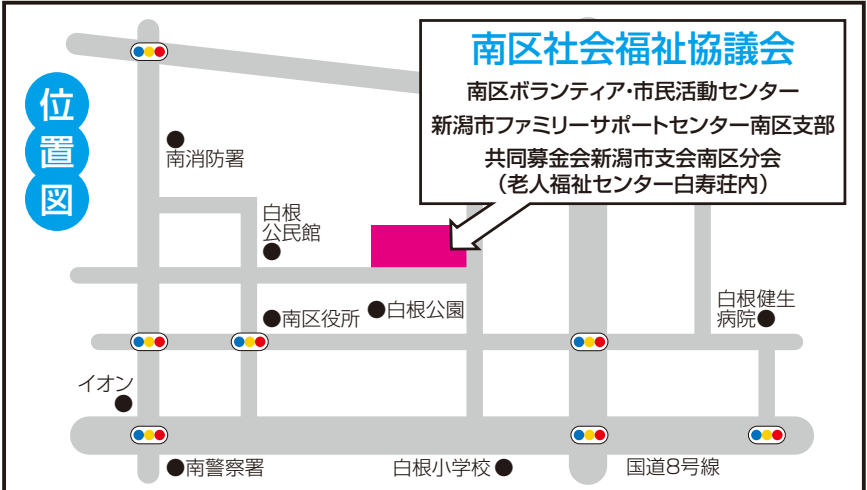 位置図
南区社会福祉協議会
南区ボランティア・市民活動センター
新潟市ファミリーサポートセンター南区支部
共同募金会新潟市支会南区分会
（老人福祉センター白寿荘内）
南消防署
白根
公民館
南区役所
白根公園
白根健生
病院
イオン
南警察署
白根小学校
国道8号線